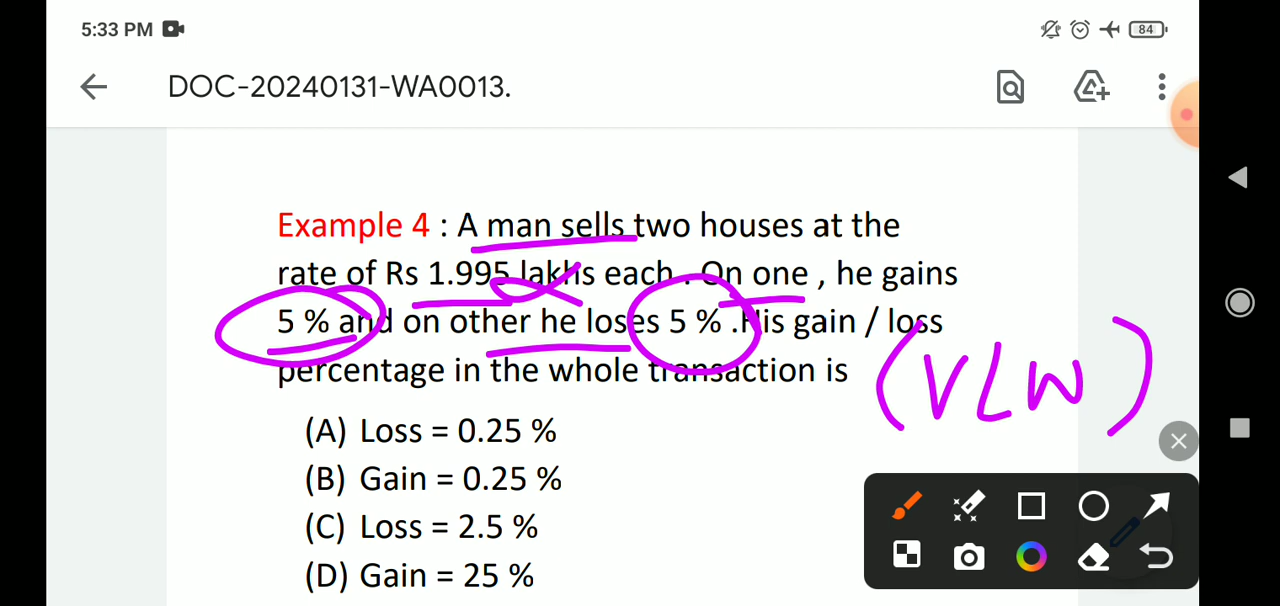 5:33 PM
84
DOC-20240131-WA0013.
Example 4 : A man sells two houses at the
rate of Rs 1.995 lakhs each . On one , he gains
5 % and on other he loses 5 % .His gain / loss
percentage in the whole transaction is
(VLW)
(A) Loss = 0.25 %
(B) Gain = 0.25 %
(C) Loss = 2.5 %
(D) Gain = 25 %